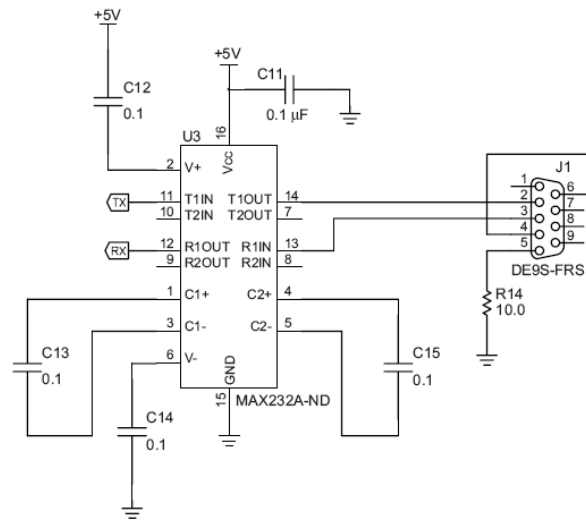 +5V
+5V
C12
0.1
C11
0.1 µF
U3
16
VCC
2 V+
TX 11 T1IN T1OUT 14
10 T2IN T2OUT 7
RX 12 R1OUT R1IN 13
9 R2OUT R2IN 8
1 C1+ C2+ 4
3 C1- C2- 5
6 V-
GND
15
MAX232A-ND
C13
0.1
C14
0.1
C15
0.1
J1
1
6
2
7
3
8
4
9
5
DE9S-FRS
R14
10.0